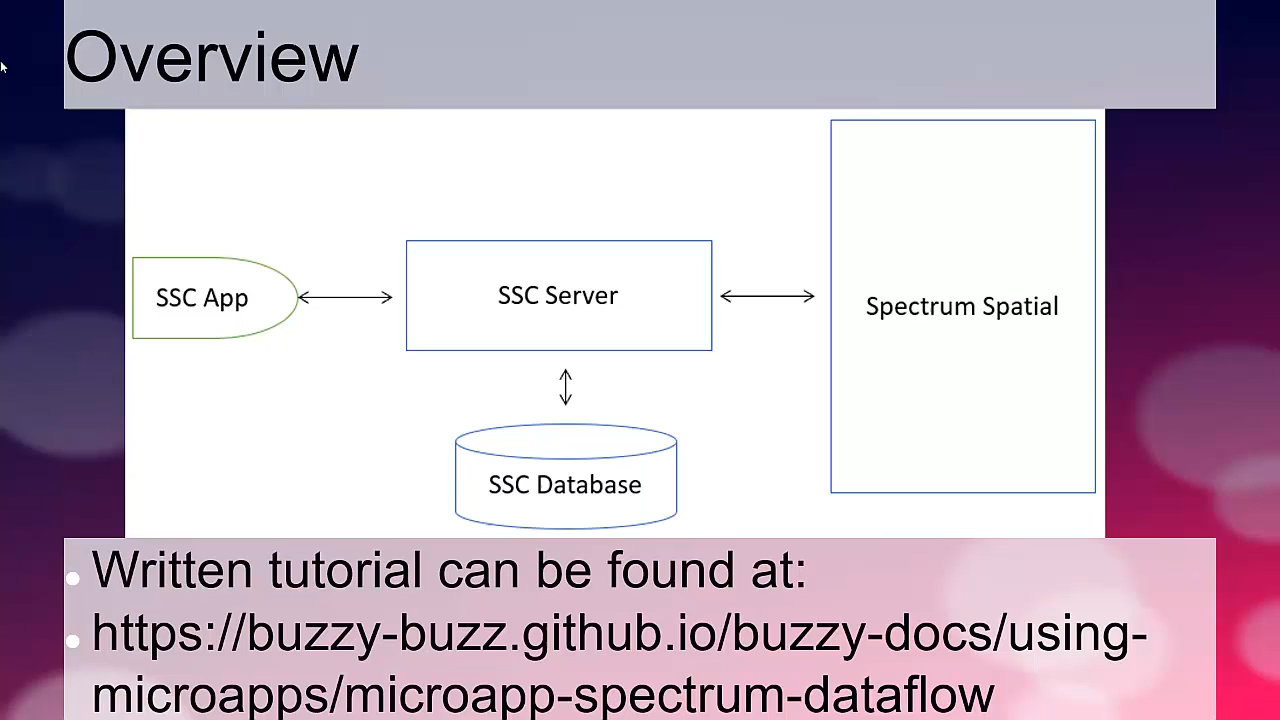 Overview
SSC App
SSC Server
Spectrum Spatial
SSC Database
Written tutorial can be found at:
https://buzzy-buzz.github.io/buzzy-docs/using-
microapps/microapp-spectrum-dataflow